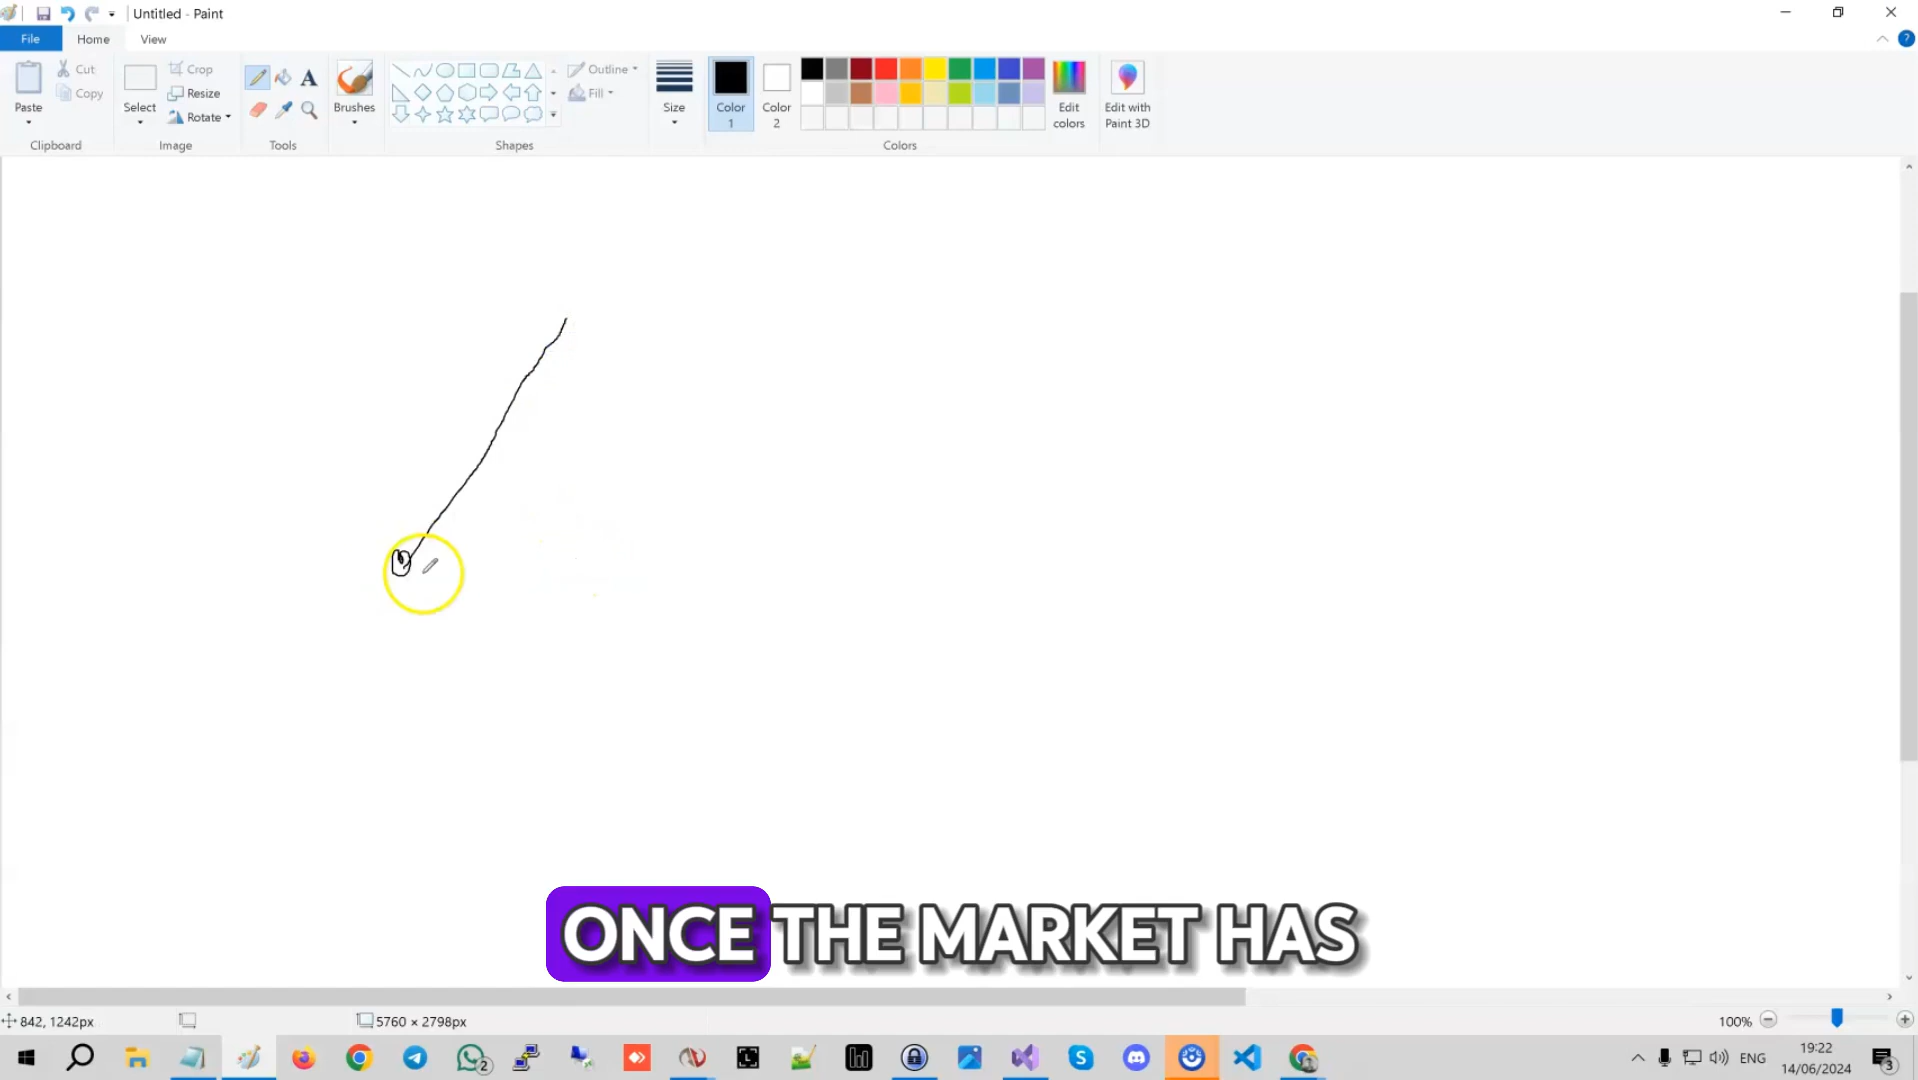 Untitled - Paint
File
Home
View
Paste
Cut
Copy
Clipboard
Select
Crop
Resize
Rotate
Image
A
Tools
Brushes
Outline
Fill
Shapes
Size
Color
1
Color
2
Edit
colors
Colors
Edit with
Paint 3D
ONCE THE MARKET HAS
842, 1242px
5760 × 2798px
100%
2
ENG
19:22
14/06/2024
3